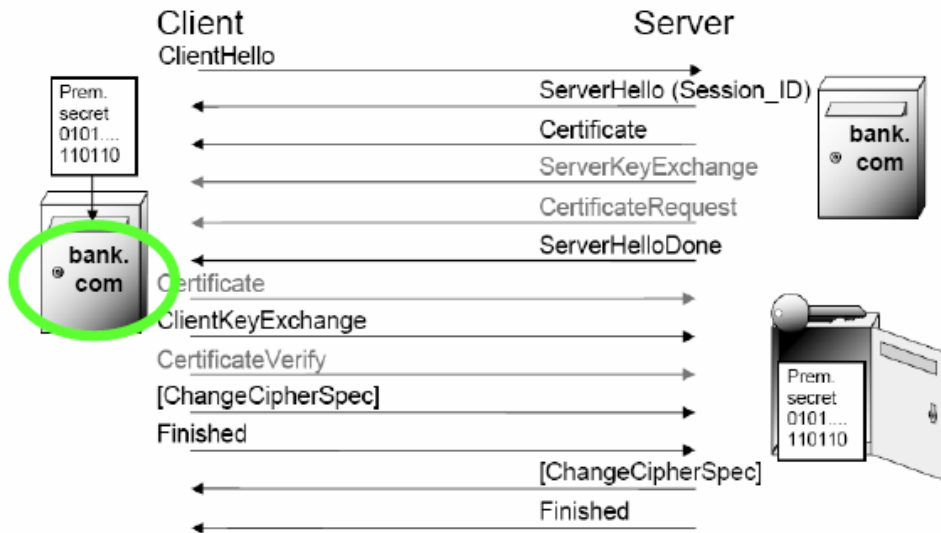 Client
Server
ClientHello
Prem.
secret
0101....
110110
ServerHello (Session_ID)
bank.
com
Certificate
ServerKeyExchange
CertificateRequest
ServerHelloDone
bank.
com
Certificate
ClientKeyExchange
CertificateVerify
[ChangeCipherSpec]
Finished
Prem.
secret
0101....
110110
[ChangeCipherSpec]
Finished